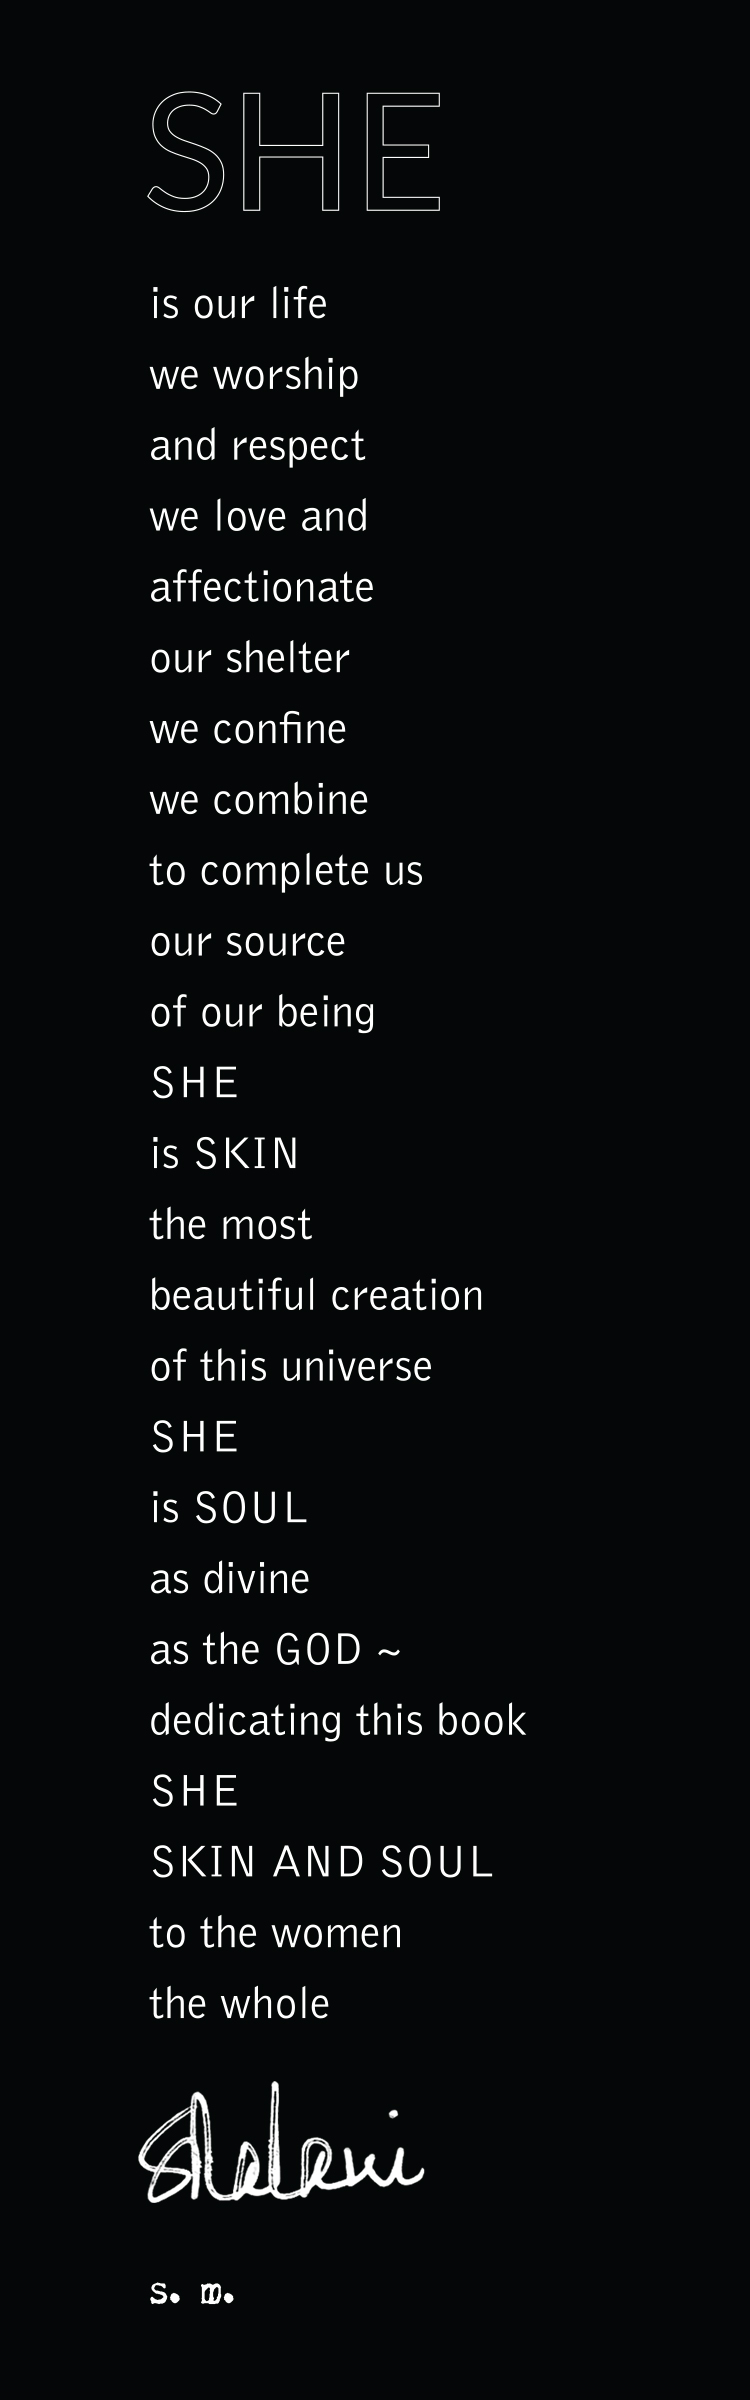 SHE
is our life
we worship
and respect
we love and
affectionate
our shelter
we confine
we combine
to complete us
our source
of our being
SHE
is SKIN
the most
beautiful creation
of this universe
SHE
is SOUL
as divine
as the GOD ~
dedicating this book
SHE
SKIN AND SOUL
to the women
the whole
s. m.